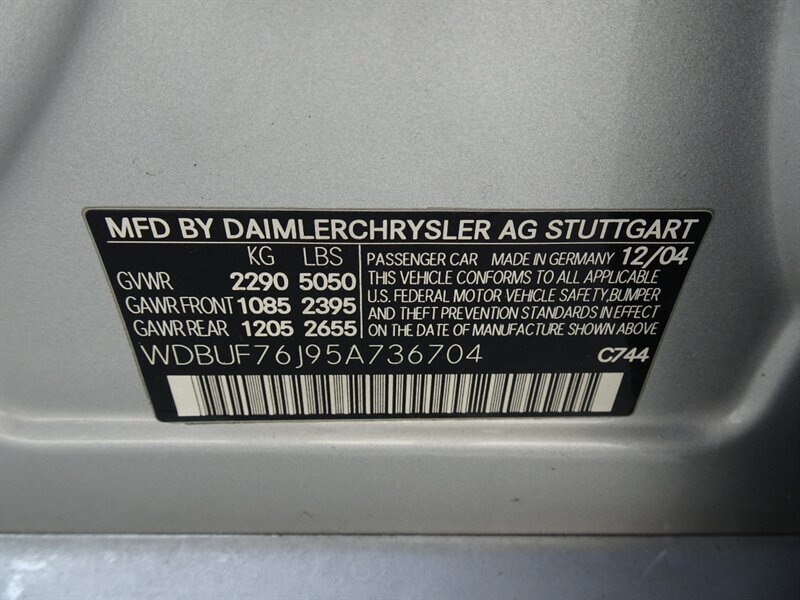 MFD BY DAIMLERCHRYSLER AG STUTTGART
KG LBS
GVWR 2290 5050
GAWR FRONT 1085 2395
GAWR REAR 1205 2655
PASSENGER CAR MADE IN GERMANY 12/04
THIS VEHICLE CONFORMS TO ALL APPLICABLE
U.S. FEDERAL MOTOR VEHICLE SAFETY, BUMPER
AND THEFT PREVENTION STANDARDS IN EFFECT
ON THE DATE OF MANUFACTURE SHOWN ABOVE
WDBUF76J95A736704 C744